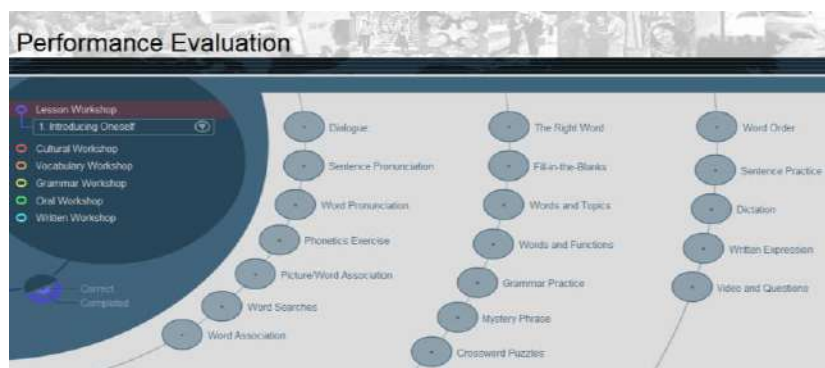 Performance Evaluation
Lesson Workshop
1. Introducing Oneself
Cultural Workshop
Vocabulary Workshop
Grammar Workshop
Oral Workshop
Written Workshop
Correct
Completed
Dialogue
Sentence Pronunciation
Word Pronunciation
Phonetics Exercise
Picture/Word Association
Word Searches
Word Association
The Right Word
Fill-in-the-Blanks
Words and Topics
Words and Functions
Grammar Practice
Mystery Phrase
Crossword Puzzles
Word Order
Sentence Practice
Dictation
Written Expression
Video and Questions